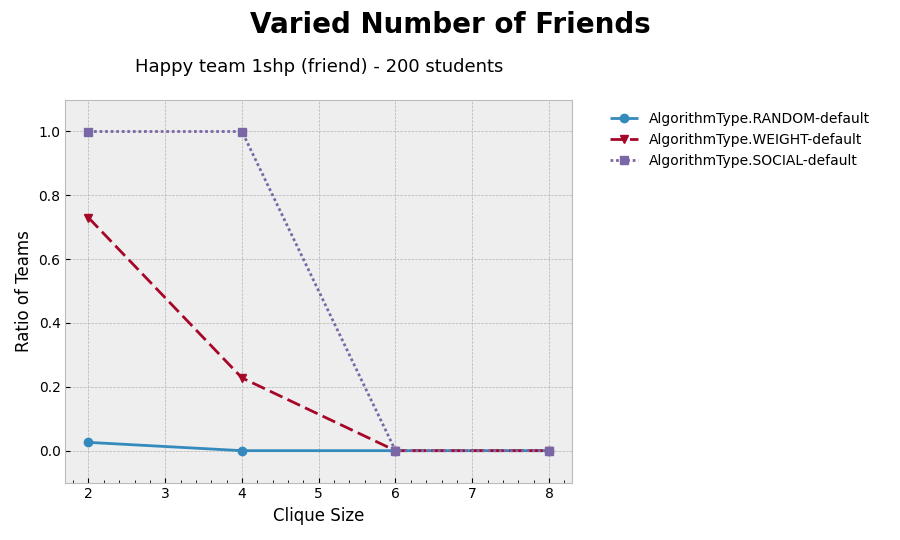 Varied Number of Friends
Happy team 1shp (friend) - 200 students
AlgorithmType.RANDOM-default
AlgorithmType.WEIGHT-default
AlgorithmType.SOCIAL-default
Ratio of Teams
1.0
0.8
0.6
0.4
0.2
0.0
2 3 4 5 6 7 8
Clique Size